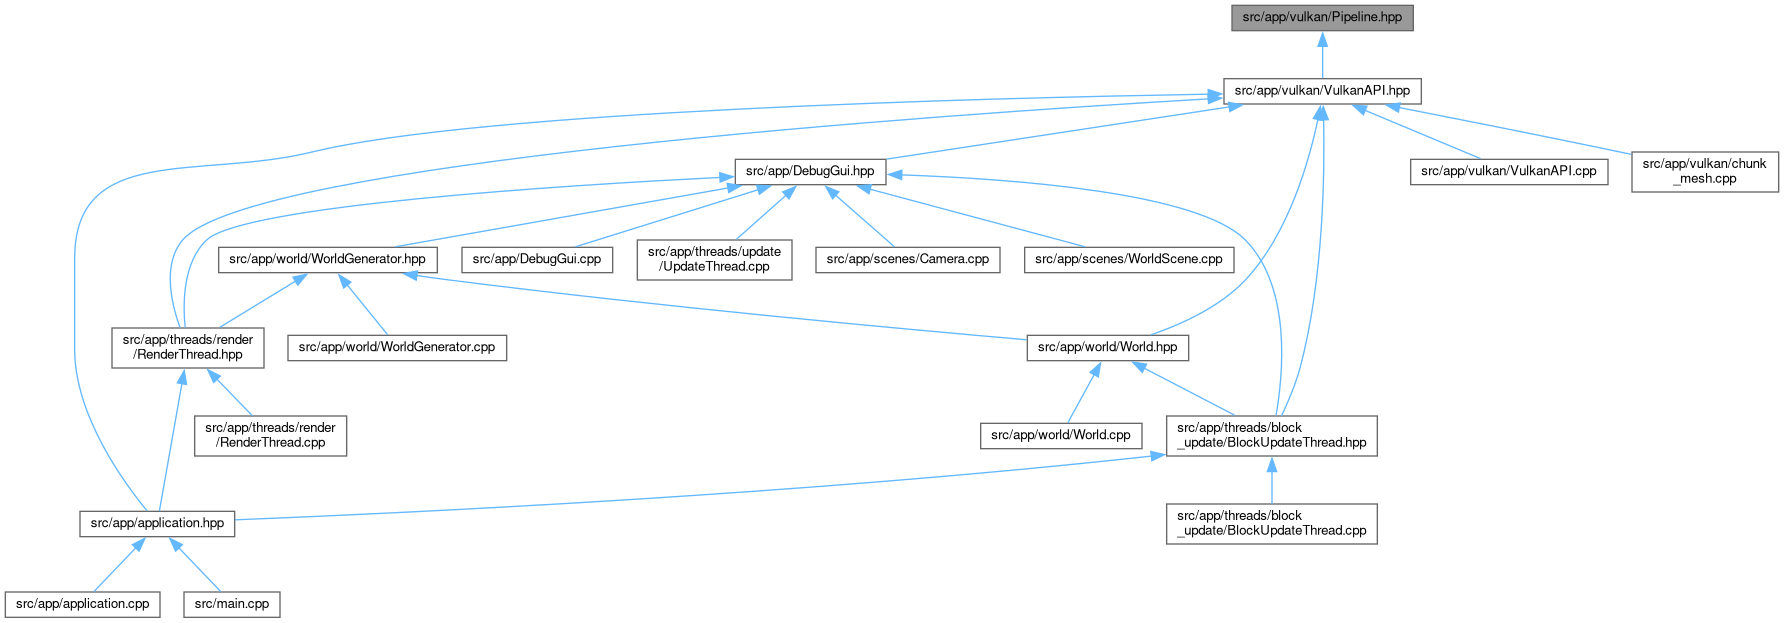 src/app/vulkan/Pipeline.hpp
src/app/vulkan/VulkanAPI.hpp
src/app/DebugGui.hpp
src/app/vulkan/VulkanAPI.cpp
src/app/vulkan/chunk
_mesh.cpp
src/app/world/WorldGenerator.hpp
src/app/DebugGui.cpp
src/app/threads/update
/UpdateThread.cpp
src/app/scenes/Camera.cpp
src/app/scenes/WorldScene.cpp
src/app/threads/render
/RenderThread.hpp
src/app/world/WorldGenerator.cpp
src/app/world/World.hpp
src/app/threads/render
/RenderThread.cpp
src/app/world/World.cpp
src/app/threads/block
_update/BlockUpdateThread.hpp
src/app/application.hpp
src/app/threads/block
_update/BlockUpdateThread.cpp
src/app/application.cpp
src/main.cpp